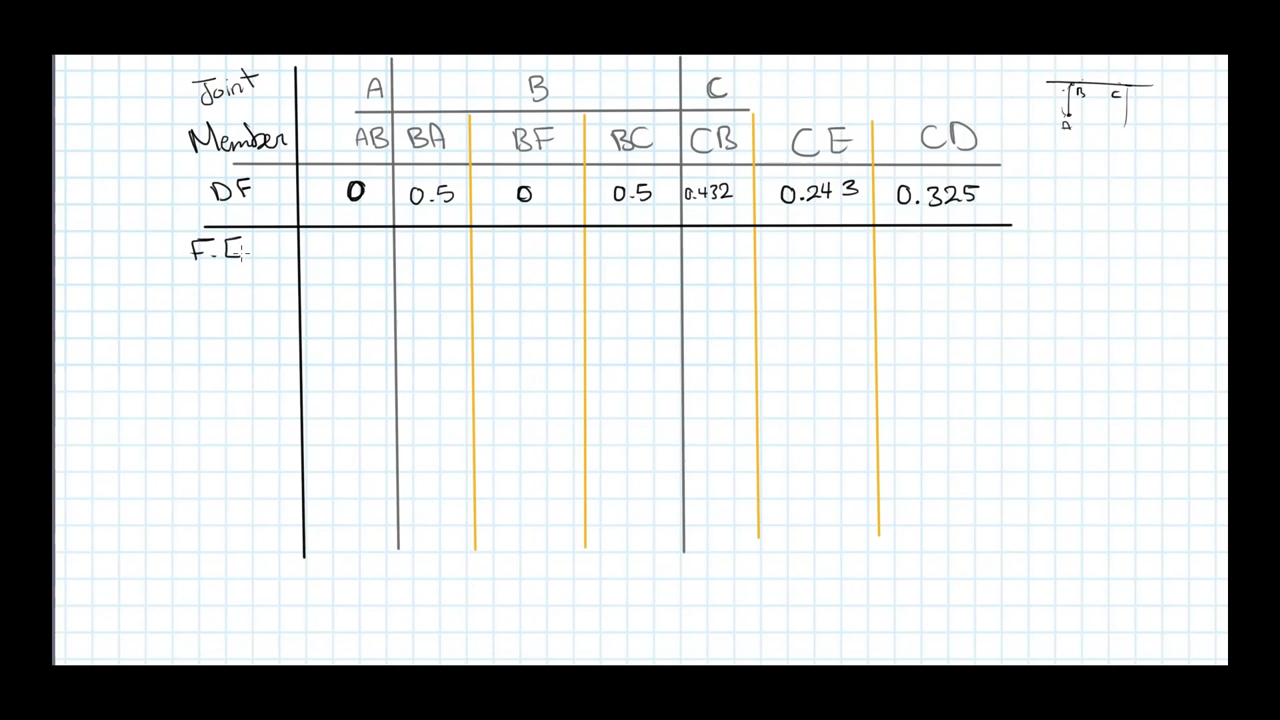 Joint A B C
Member AB BA BF BC CB CE CD
DF 0 0.5 0 0.5 0.432 0.243 0.325
F.E
B C